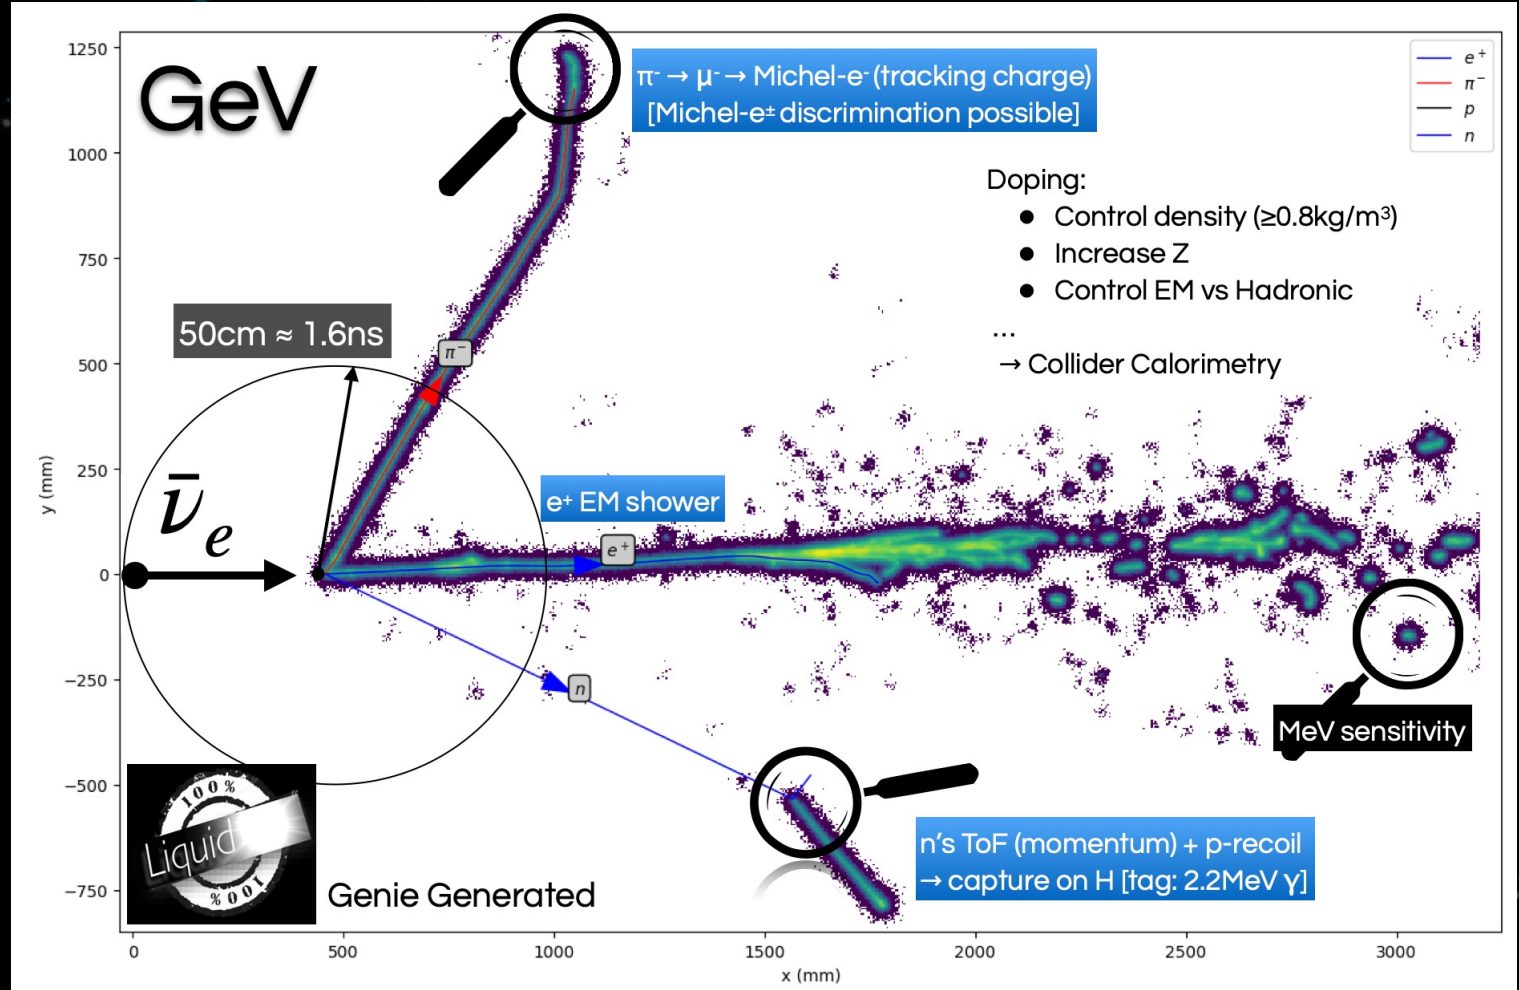 GeV
π⁻ → μ⁻ → Michel-e⁻ (tracking charge)
[Michel-e± discrimination possible]
e⁺
π⁻
p
n
Doping:
● Control density (≥0.8kg/m³)
● Increase Z
● Control EM vs Hadronic
...
→ Collider Calorimetry
50cm ≈ 1.6ns
π⁻
ν̄e
e⁺ EM shower
e⁺
n
MeV sensitivity
n’s ToF (momentum) + p-recoil
→ capture on H [tag: 2.2MeV γ]
100%
Liquid
100%
Genie Generated
y (mm)
1250
1000
750
500
250
0
−250
−500
−750
0 500 1000 1500 2000 2500 3000
x (mm)